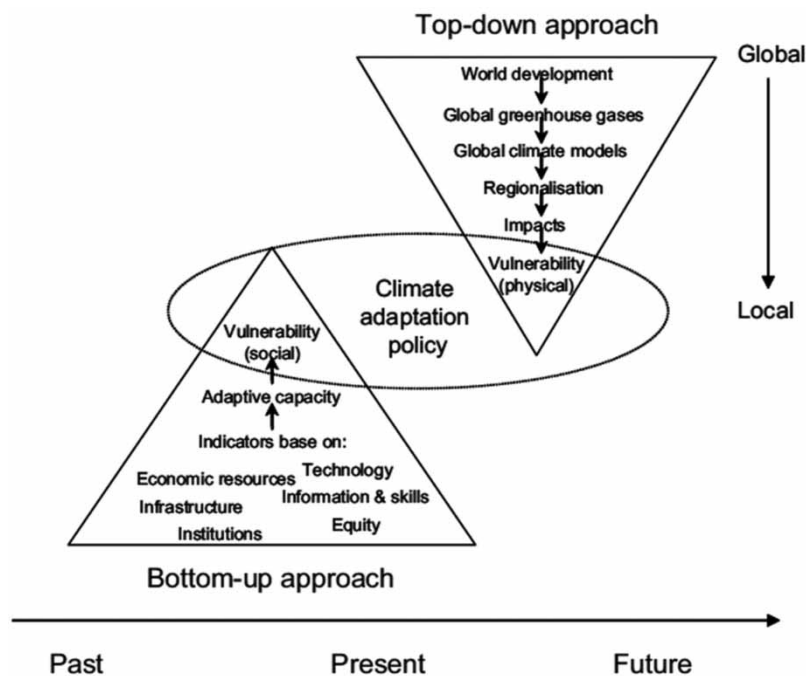 Top-down approach
Global
World development
Global greenhouse gases
Global climate models
Regionalisation
Impacts
Vulnerability
(physical)
Local
Climate
adaptation
policy
Vulnerability
(social)
Adaptive capacity
Indicators base on:
Economic resources
Technology
Infrastructure
Information & skills
Institutions
Equity
Bottom-up approach
Past
Present
Future